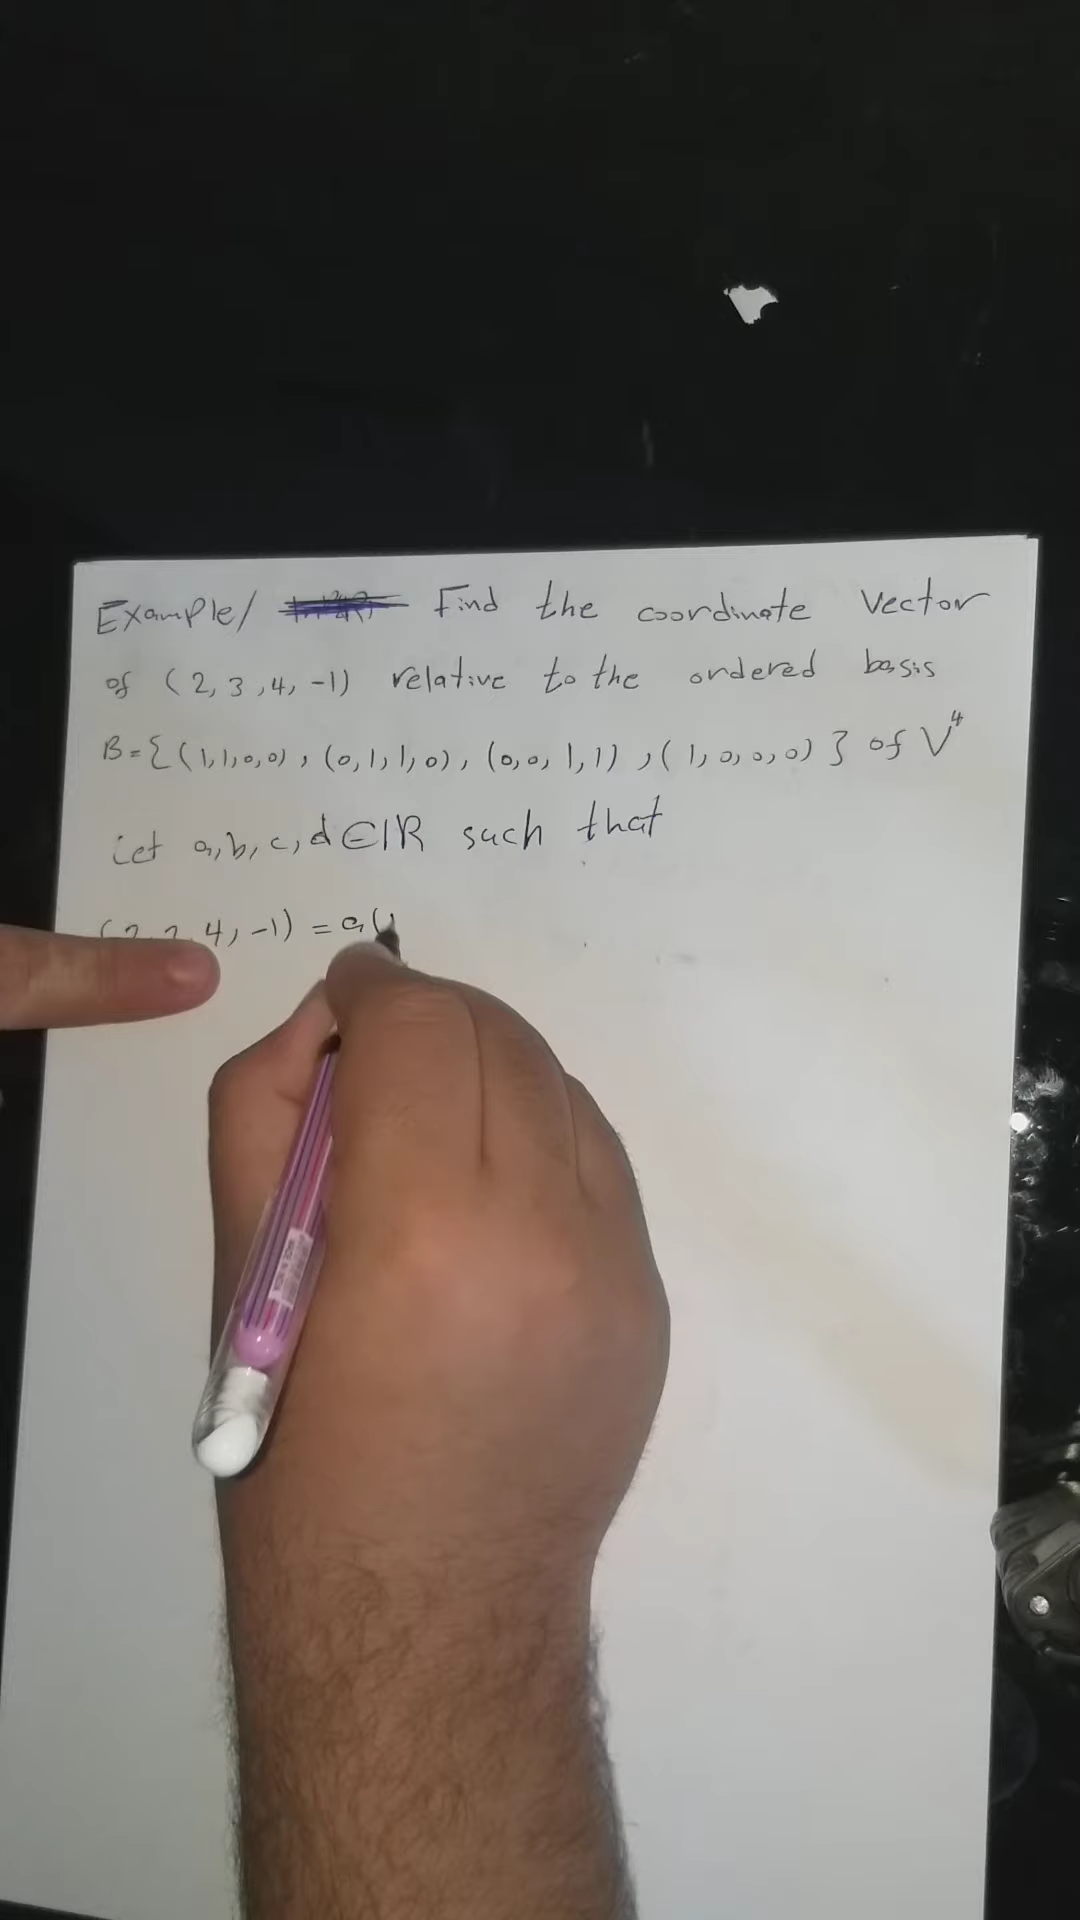 Example/ Find the coordinate vector
of (2, 3, 4, -1) relative to the ordered basis
B = {(1,1,0,0), (0,1,1,0), (0,0,1,1), (1,0,0,0)} of V⁴
Let a, b, c, d ∈ IR such that
4, -1) = a(